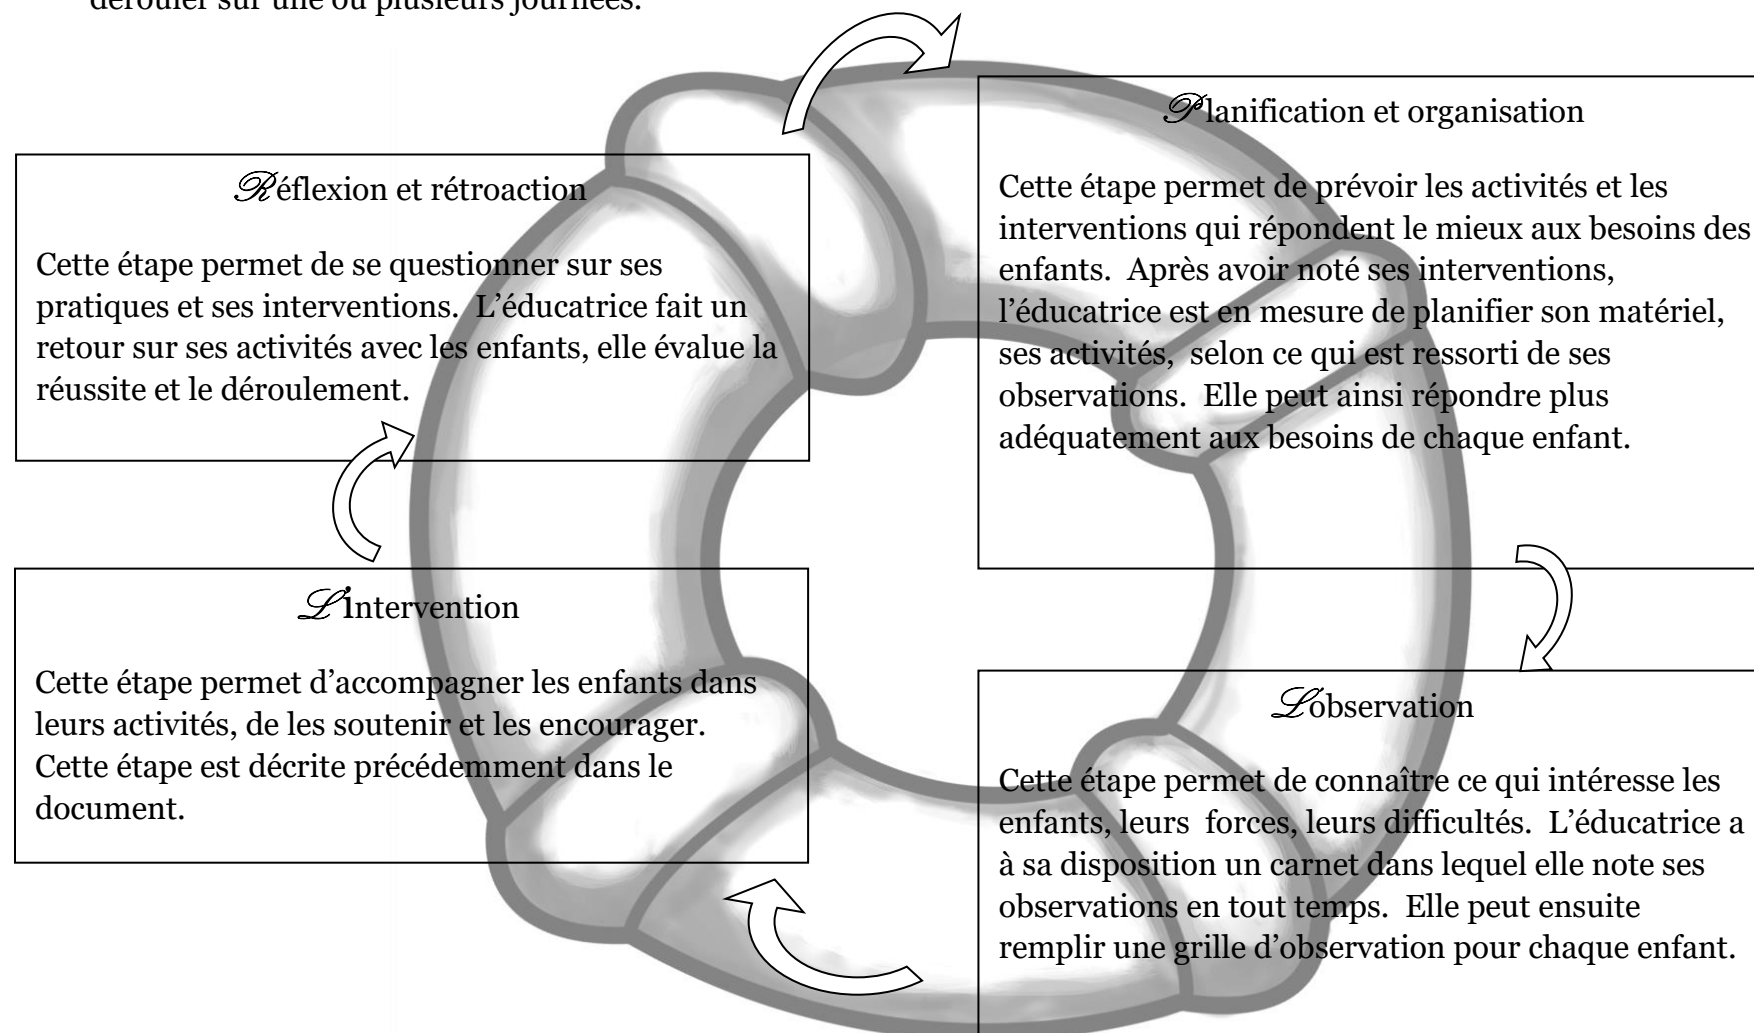 dérouler sur une ou plusieurs journées.
Planification et organisation
Cette étape permet de prévoir les activités et les
interventions qui répondent le mieux aux besoins des
enfants. Après avoir noté ses interventions,
l’éducatrice est en mesure de planifier son matériel,
ses activités, selon ce qui est ressorti de ses
observations. Elle peut ainsi répondre plus
adéquatement aux besoins de chaque enfant.
Réflexion et rétroaction
Cette étape permet de se questionner sur ses
pratiques et ses interventions. L’éducatrice fait un
retour sur ses activités avec les enfants, elle évalue la
réussite et le déroulement.
L’intervention
Cette étape permet d’accompagner les enfants dans
leurs activités, de les soutenir et les encourager.
Cette étape est décrite précédemment dans le
document.
L’observation
Cette étape permet de connaître ce qui intéresse les
enfants, leurs forces, leurs difficultés. L’éducatrice a
à sa disposition un carnet dans lequel elle note ses
observations en tout temps. Elle peut ensuite
remplir une grille d’observation pour chaque enfant.